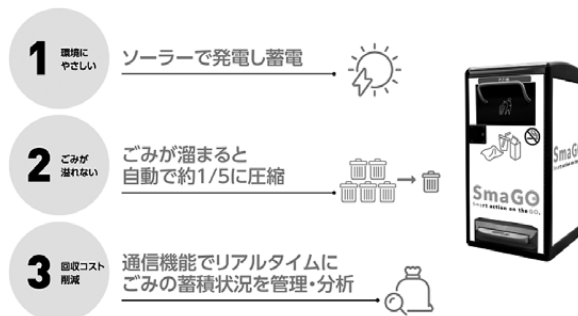 1
環境に
やさしい
ソーラーで発電し蓄電
2
ごみが
溢れない
ごみが溜まると
自動で約1/5に圧縮
3
回収コスト
削減
通信機能でリアルタイムに
ごみの蓄積状況を管理・分析
SmaGO
Smart action on the GO.
SmaGO